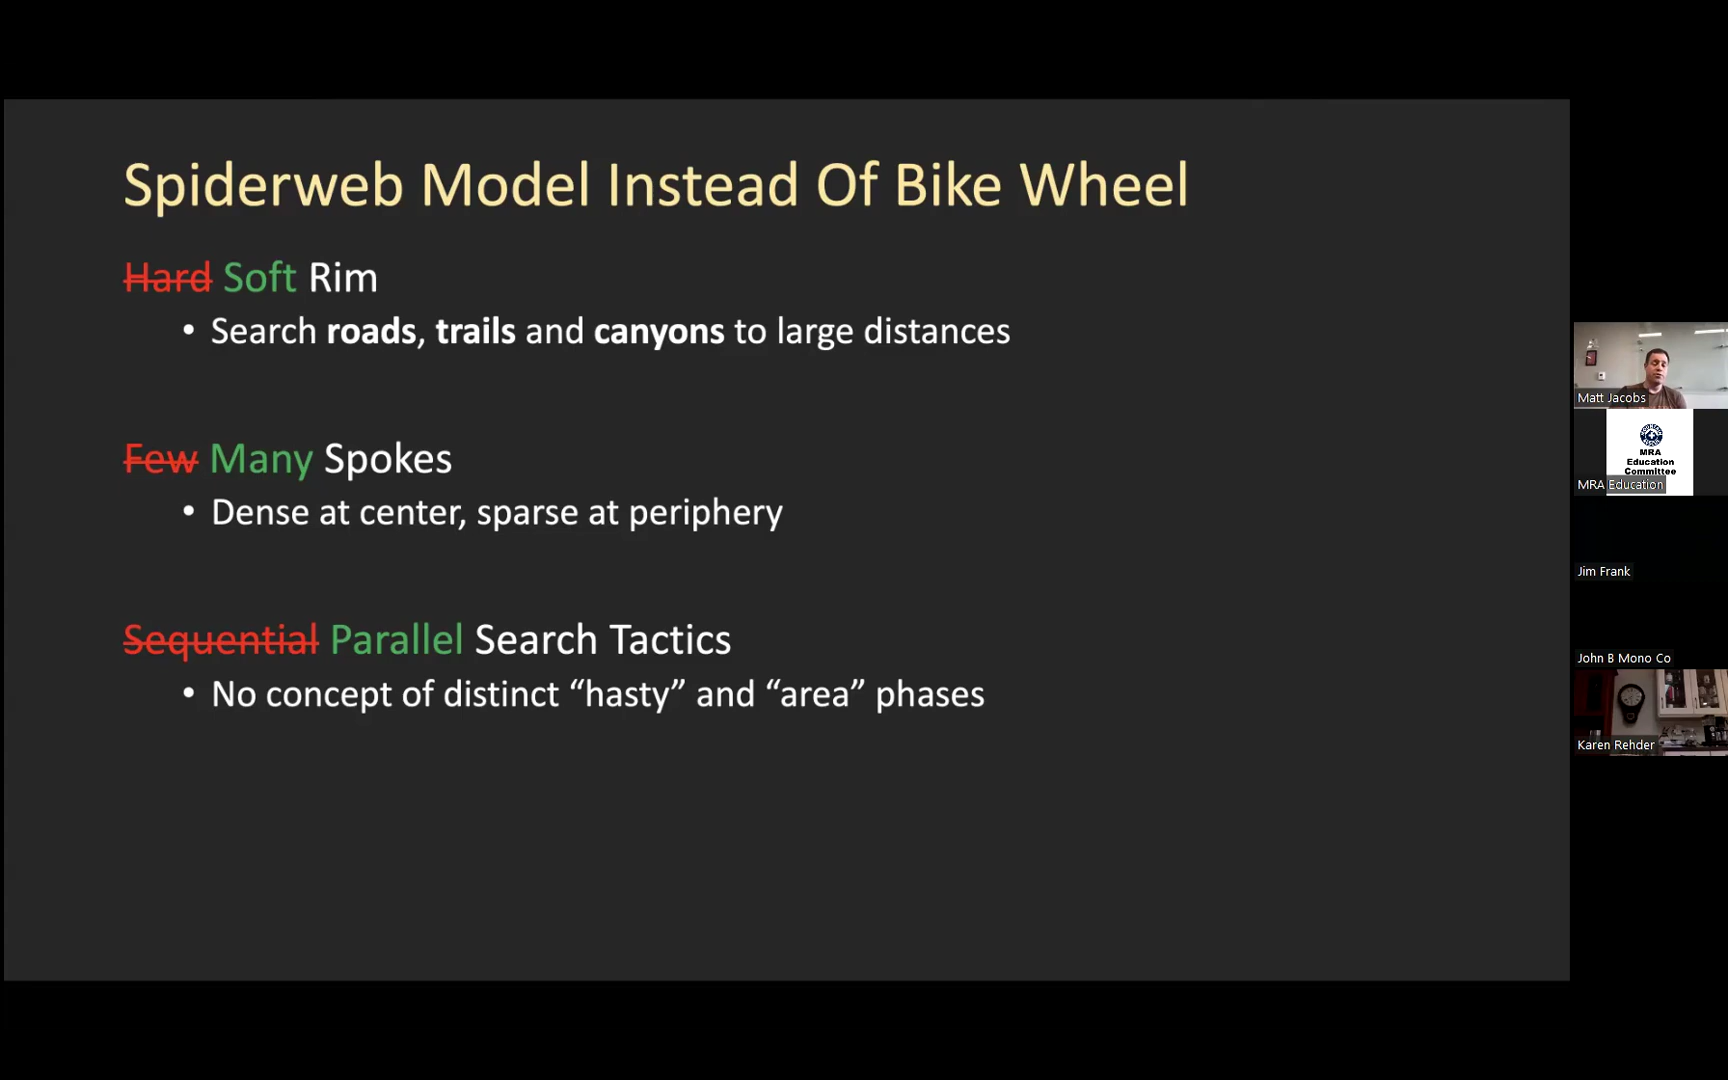 Spiderweb Model Instead Of Bike Wheel
Hard Soft Rim
• Search roads, trails and canyons to large distances
Few Many Spokes
• Dense at center, sparse at periphery
Sequential Parallel Search Tactics
• No concept of distinct “hasty” and “area” phases
Matt Jacobs
MRA
Education
Committee
MRA Education
Jim Frank
John B Mono Co
Karen Rehder